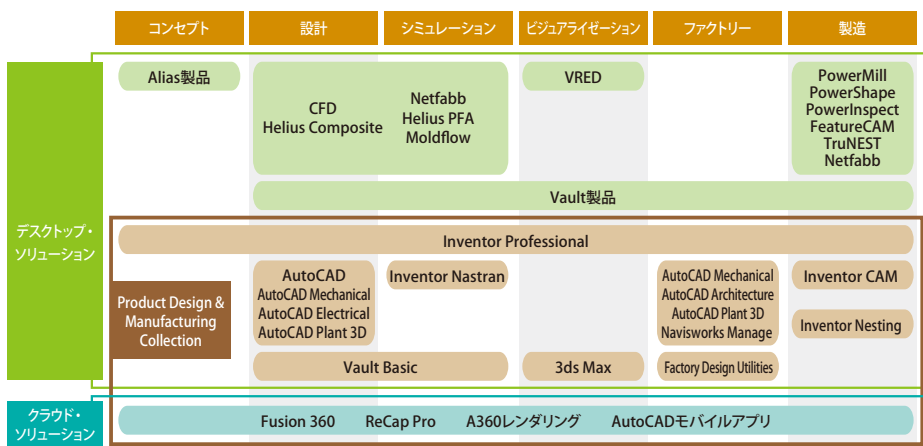 コンセプト
設計
シミュレーション
ビジュアライゼーション
ファクトリー
製造
デスクトップ・
ソリューション
Alias製品
CFD
Helius Composite
Netfabb
Helius PFA
Moldflow
VRED
PowerMill
PowerShape
PowerInspect
FeatureCAM
TruNEST
Netfabb
Vault製品
Inventor Professional
Product Design &
Manufacturing
Collection
AutoCAD
AutoCAD Mechanical
AutoCAD Electrical
AutoCAD Plant 3D
Inventor Nastran
AutoCAD Mechanical
AutoCAD Architecture
AutoCAD Plant 3D
Navisworks Manage
Inventor CAM
Inventor Nesting
Vault Basic
3ds Max
Factory Design Utilities
クラウド・
ソリューション
Fusion 360 ReCap Pro A360レンダリング AutoCADモバイルアプリ